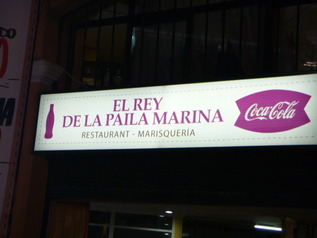 EL REY
DE LA PAILA MARINA
RESTAURANT - MARISQUERÍA
Coca-Cola